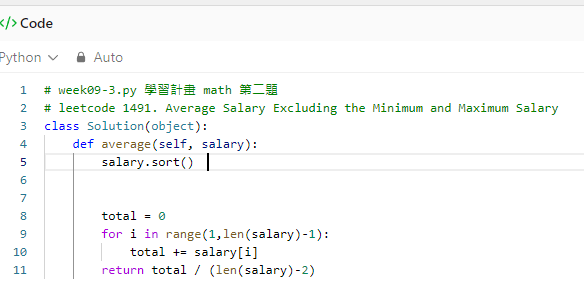 </> Code
Python Auto
1 # week09-3.py 學習計畫 math 第二題
2 # leetcode 1491. Average Salary Excluding the Minimum and Maximum Salary
3 class Solution(object):
4     def average(self, salary):
5         salary.sort()
6
7
8         total = 0
9         for i in range(1,len(salary)-1):
10             total += salary[i]
11         return total / (len(salary)-2)